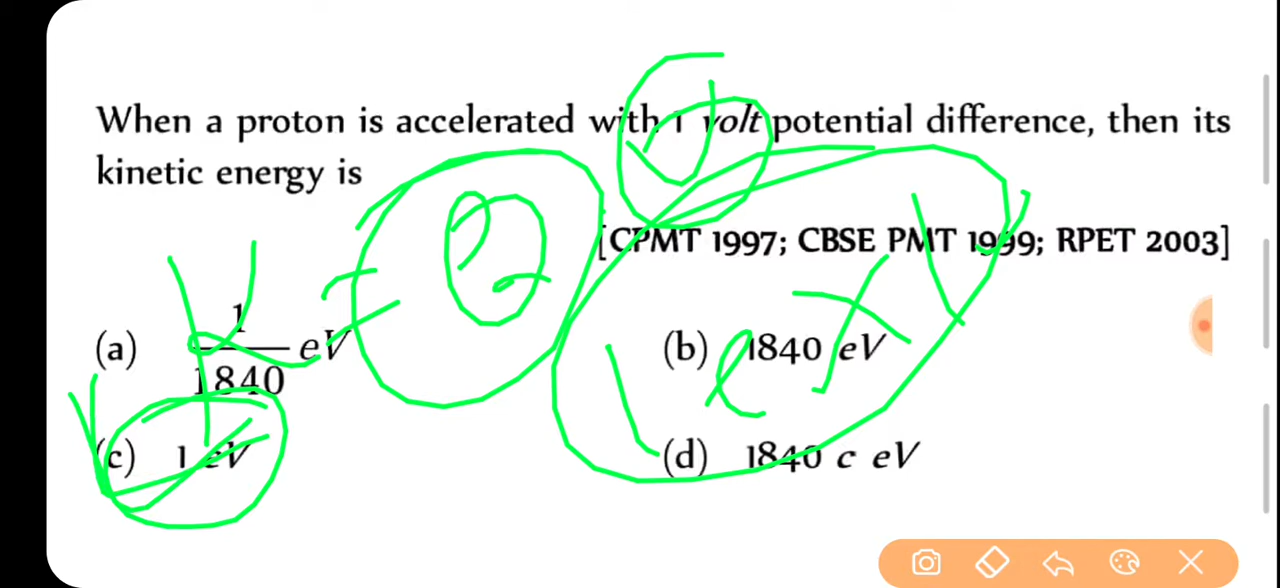 When a proton is accelerated with 1 volt potential difference, then its
kinetic energy is
[CPMT 1997; CBSE PMT 1999; RPET 2003]
(a) 1/1840 eV (b) 1840 eV
(c) 1 eV (d) 1840 c eV